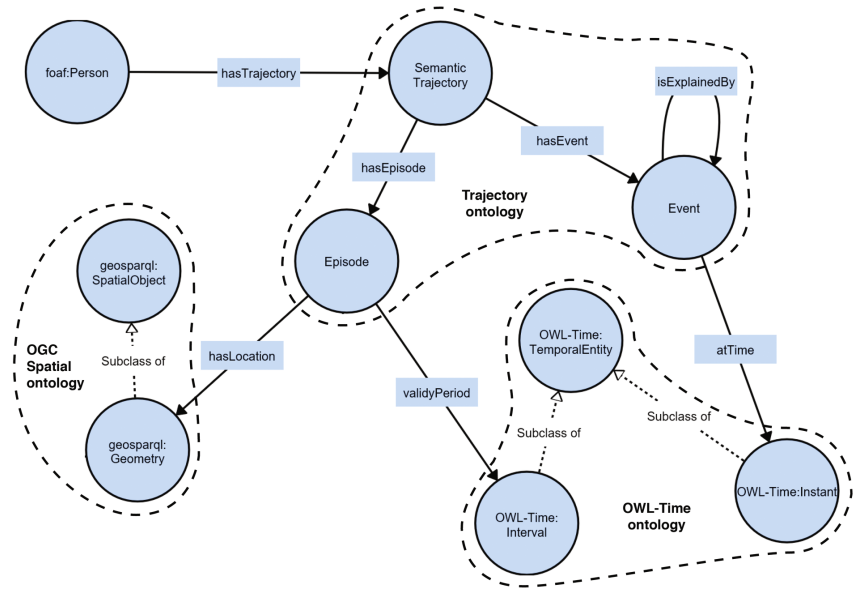 foaf:Person
hasTrajectory
Semantic
Trajectory
isExplainedBy
hasEvent
hasEpisode
Trajectory
ontology
Event
Episode
geosparql:
SpatialObject
OGC
Spatial
ontology
Subclass of
hasLocation
OWL-Time:
TemporalEntity
atTime
validyPeriod
Subclass of
Subclass of
geosparql:
Geometry
OWL-Time:Instant
OWL-Time:
Interval
OWL-Time
ontology